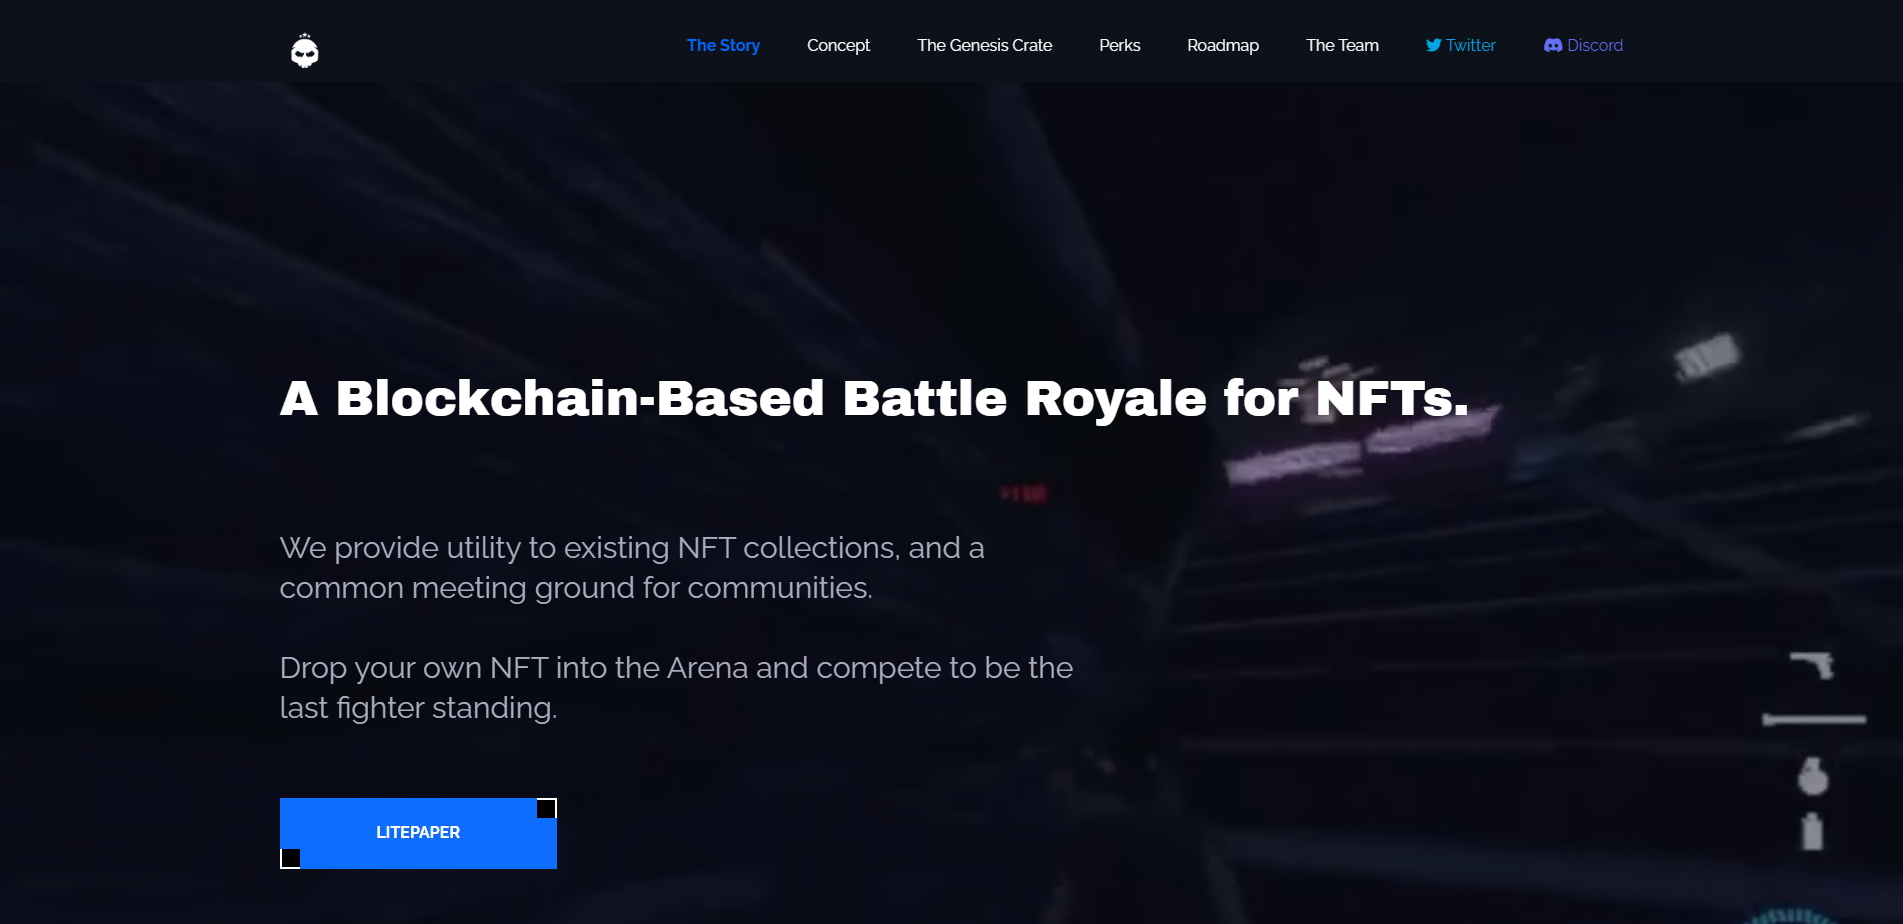 The Story
Concept
The Genesis Crate
Perks
Roadmap
The Team
Twitter
Discord
A Blockchain-Based Battle Royale for NFTs.
We provide utility to existing NFT collections, and a
common meeting ground for communities.
Drop your own NFT into the Arena and compete to be the
last fighter standing.
LITEPAPER